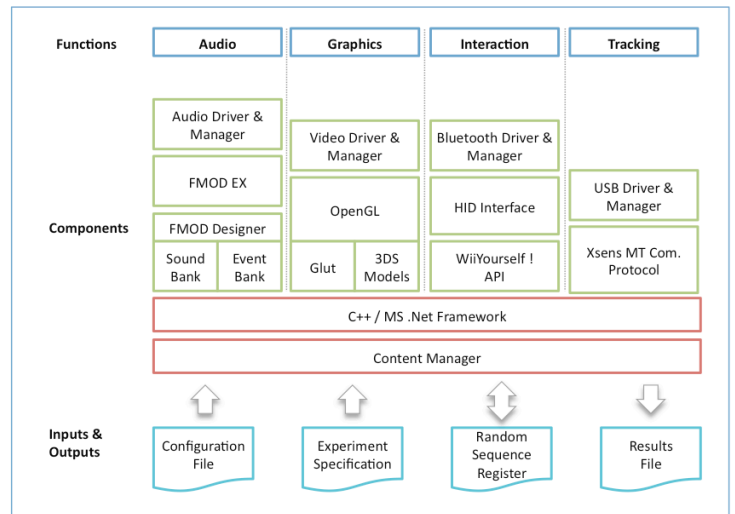 Functions
Audio
Graphics
Interaction
Tracking
Components
Audio Driver &
Manager
FMOD EX
FMOD Designer
Sound
Bank
Event
Bank
Video Driver &
Manager
OpenGL
Glut
3DS
Models
Bluetooth Driver &
Manager
HID Interface
WiiYourself !
API
USB Driver &
Manager
Xsens MT Com.
Protocol
C++ / MS .Net Framework
Content Manager
Inputs &
Outputs
Configuration
File
Experiment
Specification
Random
Sequence
Register
Results
File